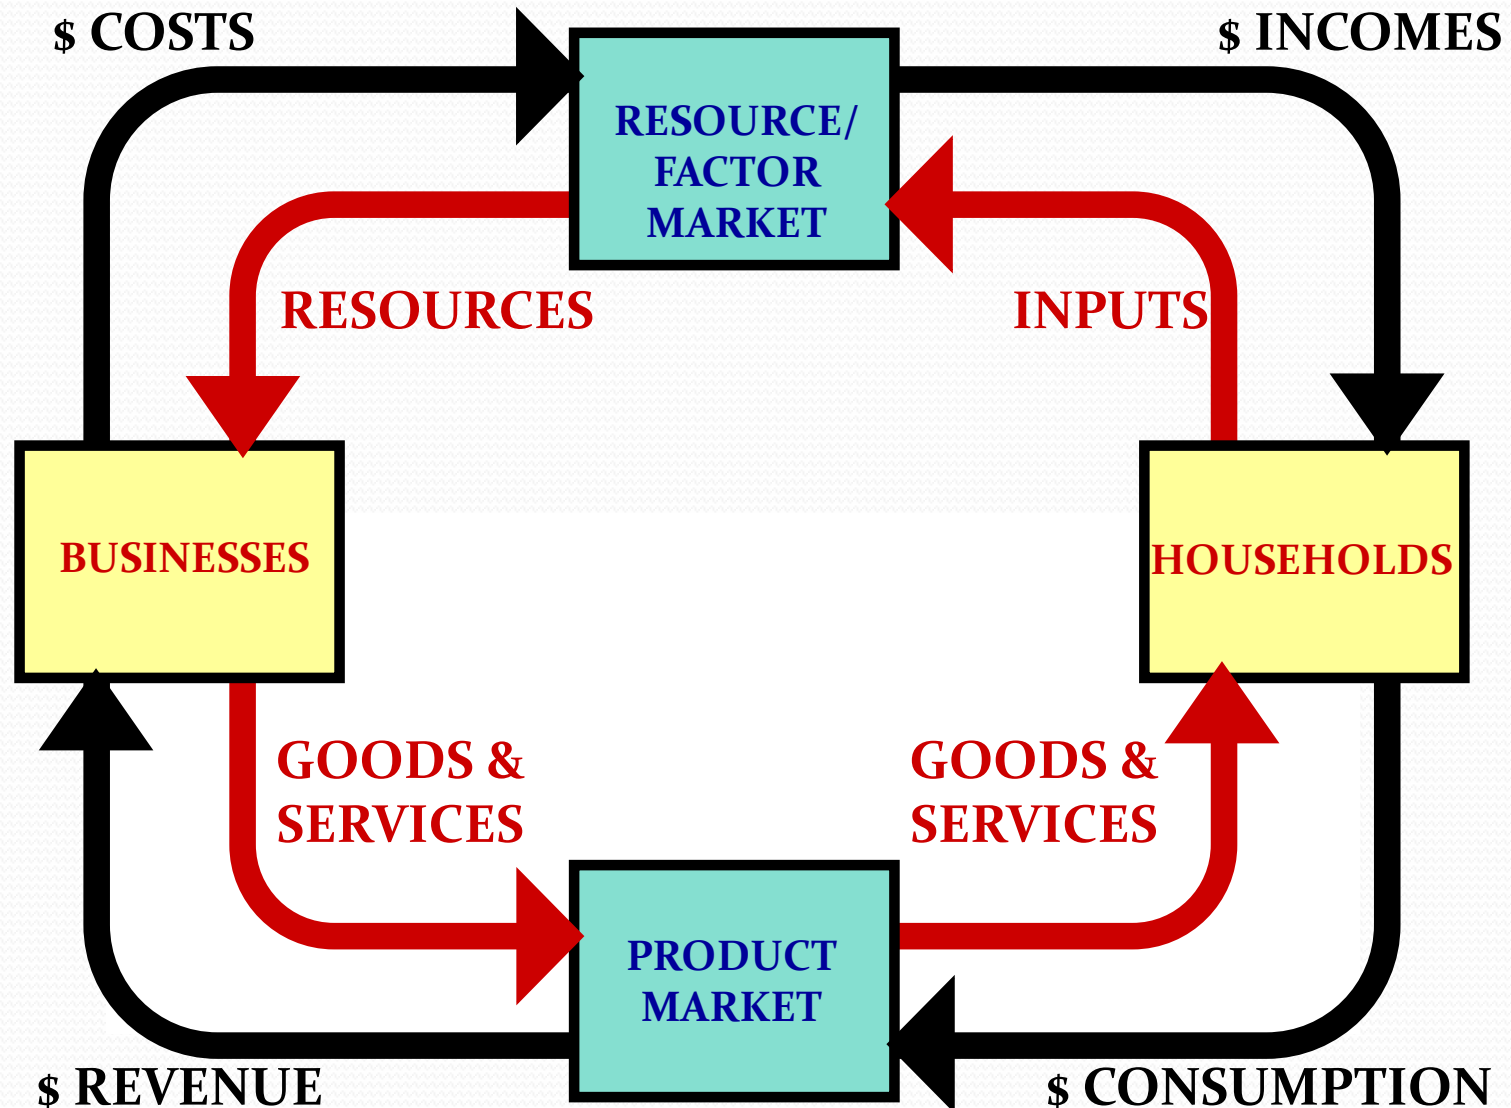 $ COSTS
$ INCOMES
RESOURCE/
FACTOR
MARKET
RESOURCES
INPUTS
BUSINESSES
HOUSEHOLDS
GOODS &
SERVICES
GOODS &
SERVICES
PRODUCT
MARKET
$ REVENUE
$ CONSUMPTION